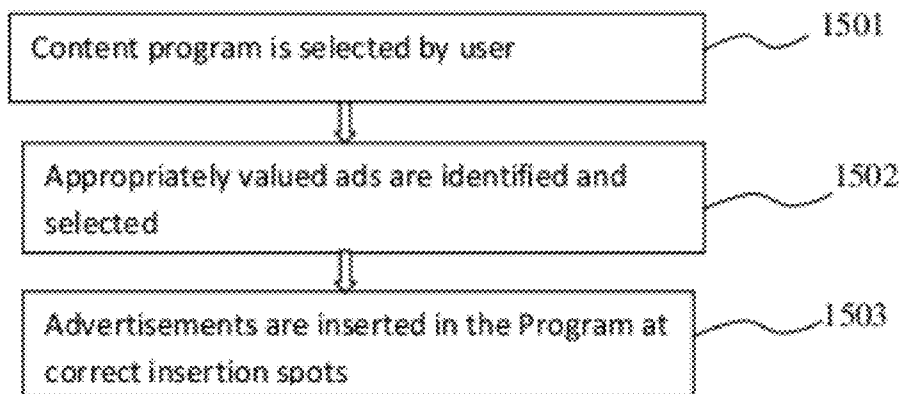 Content program is selected by user
1501
Appropriately valued ads are identified and
selected
1502
Advertisements are inserted in the Program at
correct insertion spots
1503